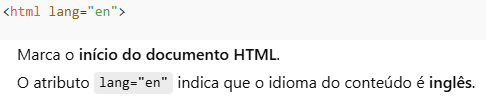 <html lang="en">
Marca o início do documento HTML.
O atributo lang="en" indica que o idioma do conteúdo é inglês.